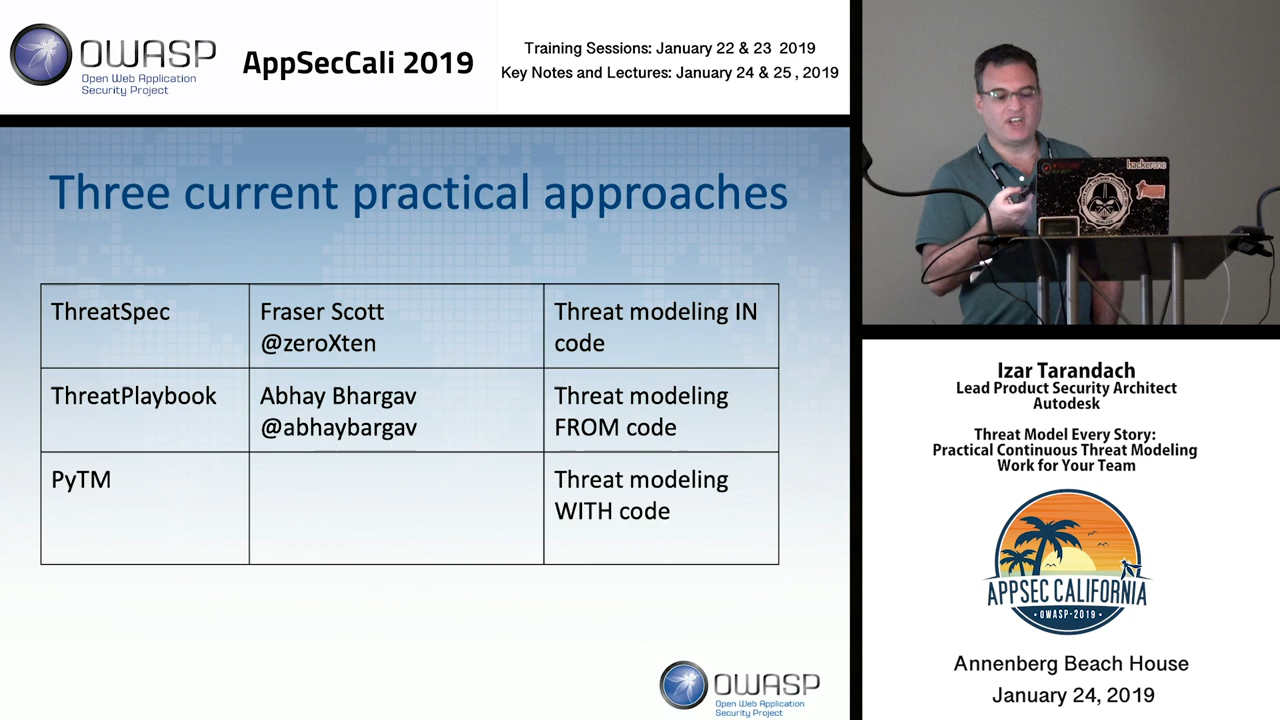 OWASP
Open Web Application
Security Project
AppSecCali 2019
Training Sessions: January 22 & 23 2019
Key Notes and Lectures: January 24 & 25 , 2019
Three current practical approaches
ThreatSpec
Fraser Scott
@zeroXten
Threat modeling IN
code
ThreatPlaybook
Abhay Bhargav
@abhaybargav
Threat modeling
FROM code
PyTM
Threat modeling
WITH code
OWASP
Open Web Application
Security Project
hackerone
Izar Tarandach
Lead Product Security Architect
Autodesk
Threat Model Every Story:
Practical Continuous Threat Modeling
Work for Your Team
APPSEC CALIFORNIA
· OWASP-2019 ·
Annenberg Beach House
January 24, 2019